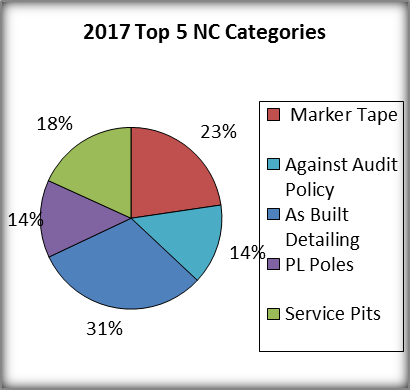 2017 Top 5 NC Categories
18%
23%
14%
14%
31%
Marker Tape
Against Audit
Policy
As Built
Detailing
PL Poles
Service Pits